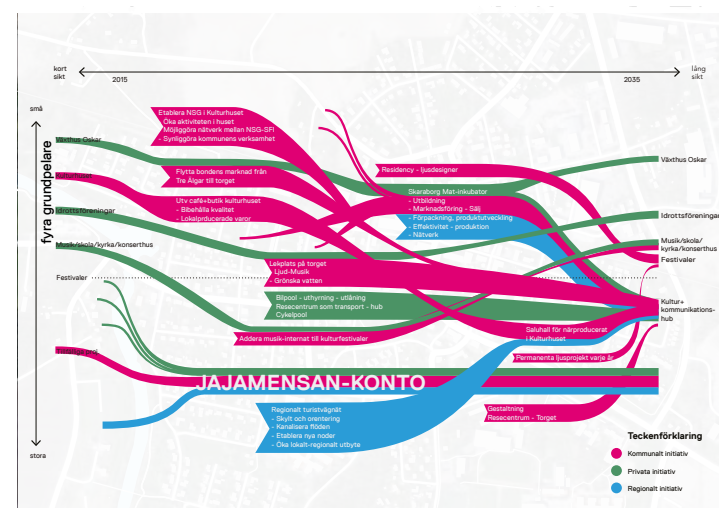 kort
sikt
2015
2035
lång
sikt
små
fyra grundpelare
stora
Växthus Oskar
Kulturhuset
Idrottsföreningar
Musik/skola/kyrka/konserthus
Festivaler
Etablera NSG i Kulturhuset
- Öka aktiviteten i huset
- Möjliggöra nätverk mellan NSG-SFI
- Synliggöra kommunens verksamhet
Flytta bondens marknad från
Tre Älgar till torget
Utv café+butik kulturhuset
- Bibehålla kvalitet
- Lokalproducerade varor
Residency - ljusdesigner
Skaraborg Mat-inkubator
- Utbildning
- Marknadsföring - Sälj
- Förpackning, produktutveckling
- Effektivitet - produktion
- Nätverk
Lekplats på torget
- Ljud-Musik
- Grönska vatten
Bilpool - uthyrning - utlåning
Resecentrum som transport - hub
Cykelpool
Addera musik-internat till kulturfestivaler
Saluhall för närproducerat
i Kulturhuset
Permanenta ljusprojekt varje år
JAJAMENSAN-KONTO
Regionalt turistvägnät
- Skylt och orentering
- Kanalisera flöden
- Etablera nya noder
- Öka lokalt-regionalt utbyte
Gestaltning
Resecentrum - Torget
Växthus Oskar
Idrottsföreningar
Musik/skola/
kyrka/konserthus
Festivaler
Kultur+
kommunikations-
hub
Teckenförklaring
Kommunalt initiativ
Privata initiativ
Regionalt initiativ